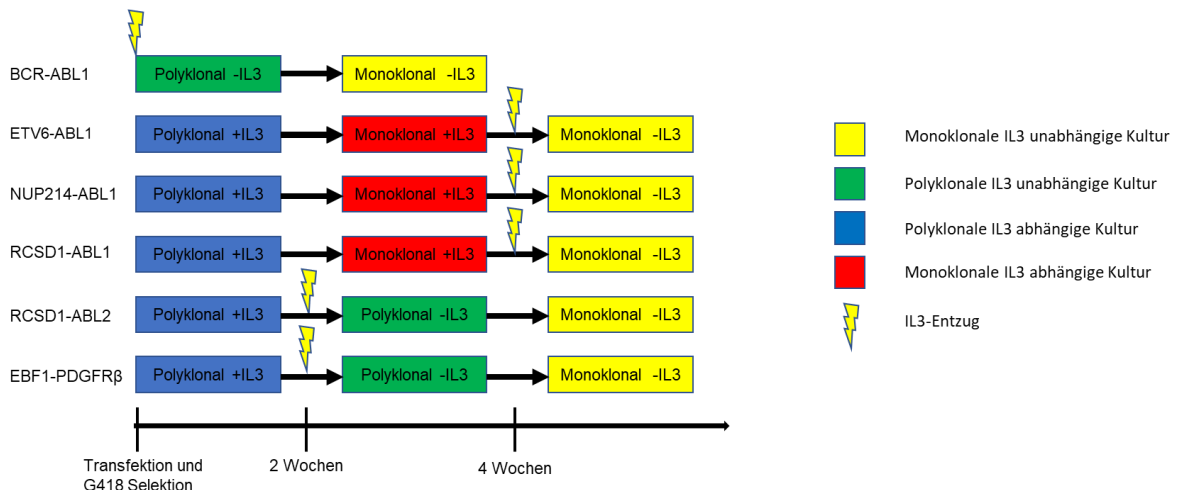 BCR-ABL1
Polyklonal -IL3
Monoklonal -IL3
ETV6-ABL1
Polyklonal +IL3
Monoklonal +IL3
Monoklonal -IL3
NUP214-ABL1
Polyklonal +IL3
Monoklonal +IL3
Monoklonal -IL3
RCSD1-ABL1
Polyklonal +IL3
Monoklonal +IL3
Monoklonal -IL3
RCSD1-ABL2
Polyklonal +IL3
Polyklonal -IL3
Monoklonal -IL3
EBF1-PDGFRβ
Polyklonal +IL3
Polyklonal -IL3
Monoklonal -IL3
Transfektion und
G418 Selektion
2 Wochen
4 Wochen
Monoklonale IL3 unabhängige Kultur
Polyklonale IL3 unabhängige Kultur
Polyklonale IL3 abhängige Kultur
Monoklonale IL3 abhängige Kultur
IL3-Entzug